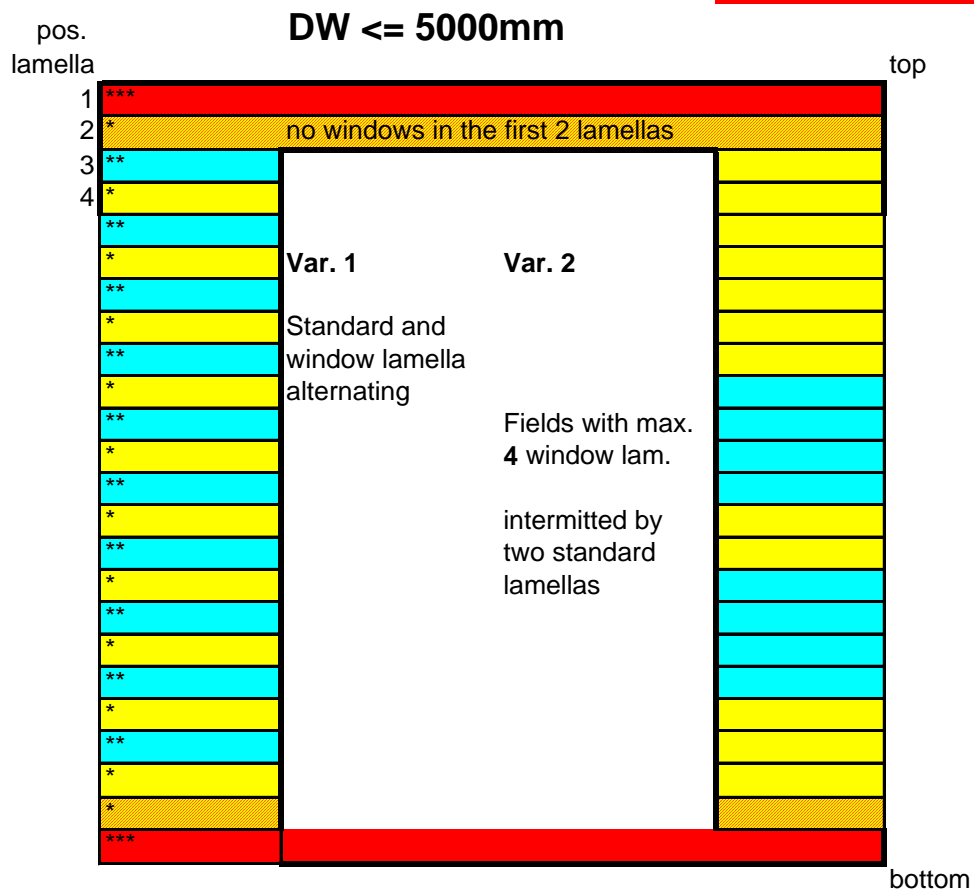 DW <= 5000mm
pos.
lamella
top
1 ***
2 * no windows in the first 2 lamellas
3 **
4 *
**
* Var. 1 Var. 2
**
* Standard and
** window lamella
* alternating
** Fields with max.
* 4 window lam.
**
* intermitted by
** two standard
* lamellas
**
*
**
*
**
*
*
***
bottom